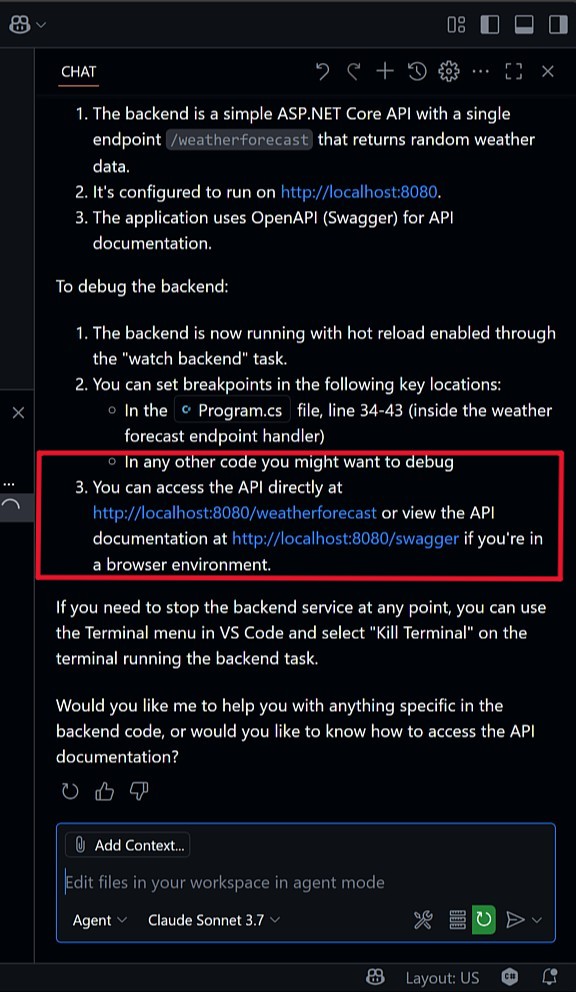 CHAT
1. The backend is a simple ASP.NET Core API with a single
endpoint /weatherforecast that returns random weather
data.
2. It's configured to run on http://localhost:8080.
3. The application uses OpenAPI (Swagger) for API
documentation.
To debug the backend:
1. The backend is now running with hot reload enabled through
the "watch backend" task.
2. You can set breakpoints in the following key locations:
○ In the Program.cs file, line 34-43 (inside the weather
forecast endpoint handler)
○ In any other code you might want to debug
3. You can access the API directly at
http://localhost:8080/weatherforecast or view the API
documentation at http://localhost:8080/swagger if you're in
a browser environment.
If you need to stop the backend service at any point, you can use
the Terminal menu in VS Code and select "Kill Terminal" on the
terminal running the backend task.
Would you like me to help you with anything specific in the
backend code, or would you like to know how to access the API
documentation?
Add Context...
Edit files in your workspace in agent mode
Agent Claude Sonnet 3.7
Layout: US